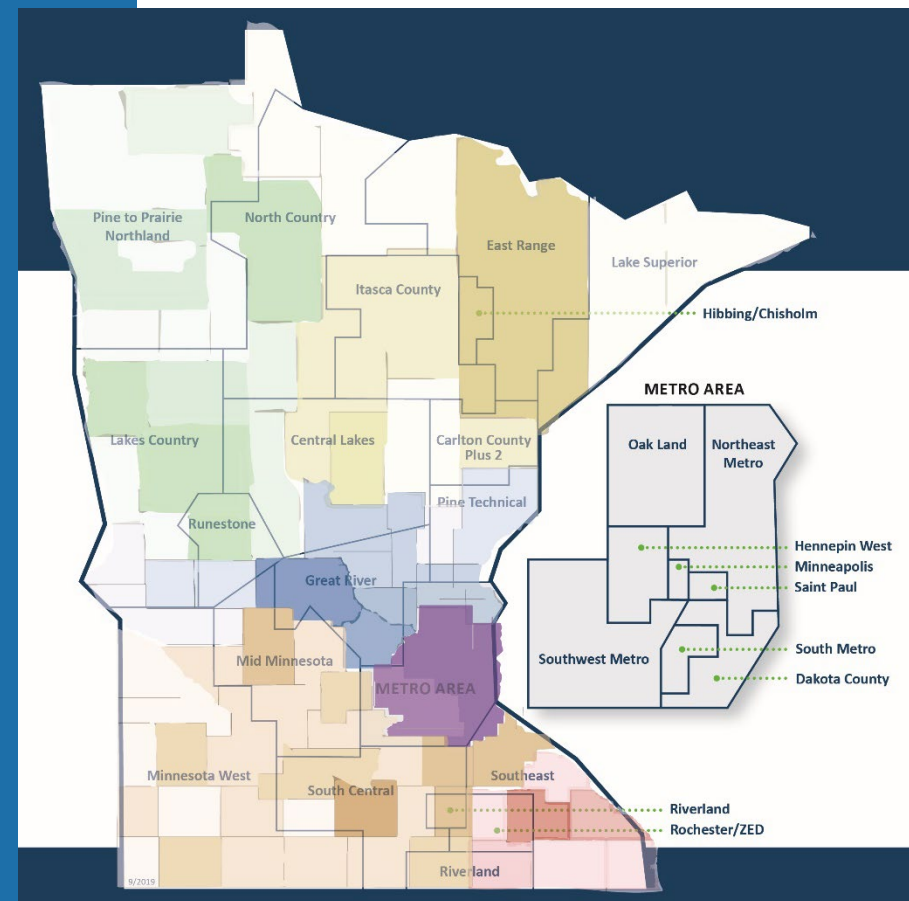 Pine to Prairie
Northland
North Country
East Range
Lake Superior
Itasca County
Hibbing/Chisholm
METRO AREA
Oak Land
Northeast
Metro
Lakes Country
Central Lakes
Carlton County
Plus 2
Pine Technical
Runestone
Hennepin West
Minneapolis
Saint Paul
Great River
South Metro
Southwest Metro
Dakota County
Mid Minnesota
METRO AREA
Minnesota West
South Central
Southeast
Riverland
Rochester/ZED
Riverland
9/2019